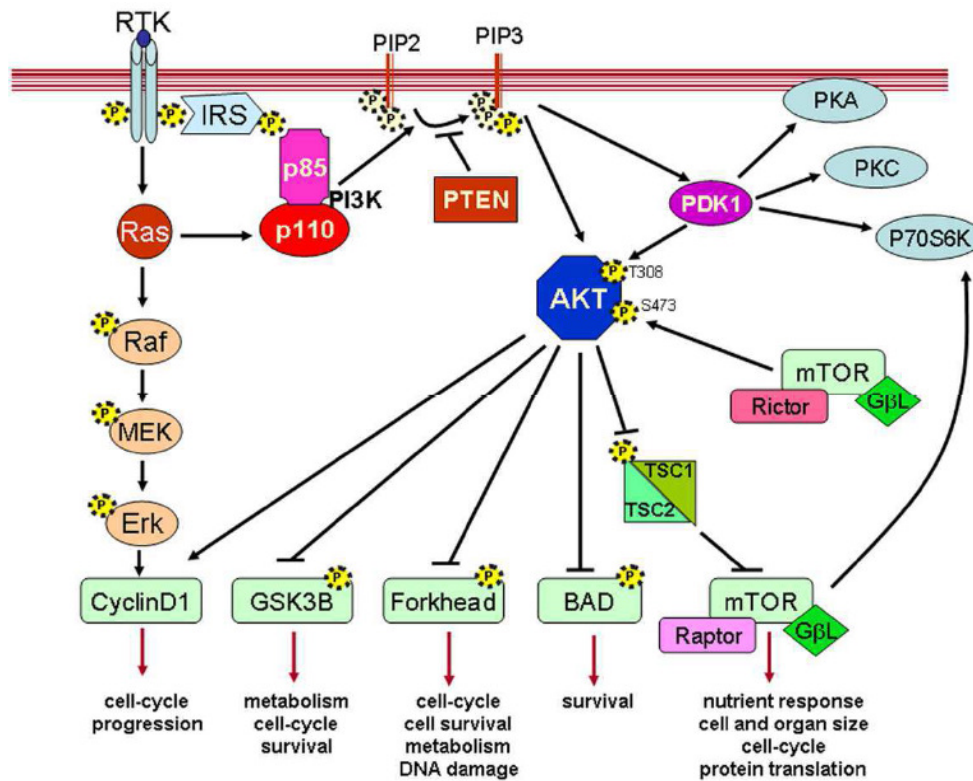 RTK
PIP2
PIP3
P
P
IRS
P
P
P
P
P
PKA
p85
PI3K
p110
PTEN
PDK1
PKC
P70S6K
Ras
AKT
P
T308
P
S473
P
Raf
mTOR
Rictor
GβL
P
MEK
P
TSC1
TSC2
P
Erk
CyclinD1
P
GSK3B
P
Forkhead
P
BAD
mTOR
Raptor
GβL
cell-cycle
progression
metabolism
cell-cycle
survival
cell-cycle
cell survival
metabolism
DNA damage
survival
nutrient response
cell and organ size
cell-cycle
protein translation